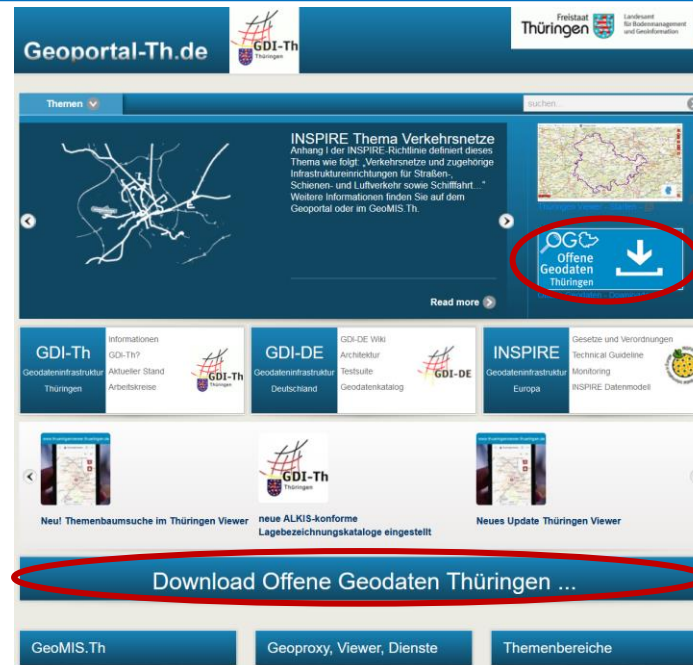 Geoportal-Th.de
GDI-Th
Thüringen
Freistaat
Thüringen
Landesamt
für Bodenmanagement
und Geoinformation
Themen
suchen...
INSPIRE Thema Verkehrsnetze
Anhang I der INSPIRE-Richtlinie definiert dieses
Thema wie folgt: „Verkehrsnetze und zugehörige
Infrastruktureinrichtungen für Straßen-,
Schienen- und Luftverkehr sowie Schifffahrt...“
Weitere Informationen finden Sie auf dem
Geoportal oder im GeoMIS.Th.
Read more
OGD
Offene
Geodaten
Thüringen
GDI-Th
Geodateninfrastruktur
Thüringen
Informationen
GDI-Th?
Aktueller Stand
Arbeitskreise
GDI-Th
Thüringen
GDI-DE
Geodateninfrastruktur
Deutschland
GDI-DE Wiki
Architektur
Testsuite
Geodatenkatalog
GDI-DE
INSPIRE
Geodateninfrastruktur
Europa
Gesetze und Verordnungen
Technical Guideline
Monitoring
INSPIRE Datenmodell
GDI-Th
Thüringen
Neu! Themenbaumsuche im Thüringen Viewer
neue ALKIS-konforme
Lagebezeichnungskataloge eingestellt
Neues Update Thüringen Viewer
Download Offene Geodaten Thüringen ...
GeoMIS.Th
Geoproxy, Viewer, Dienste
Themenbereiche